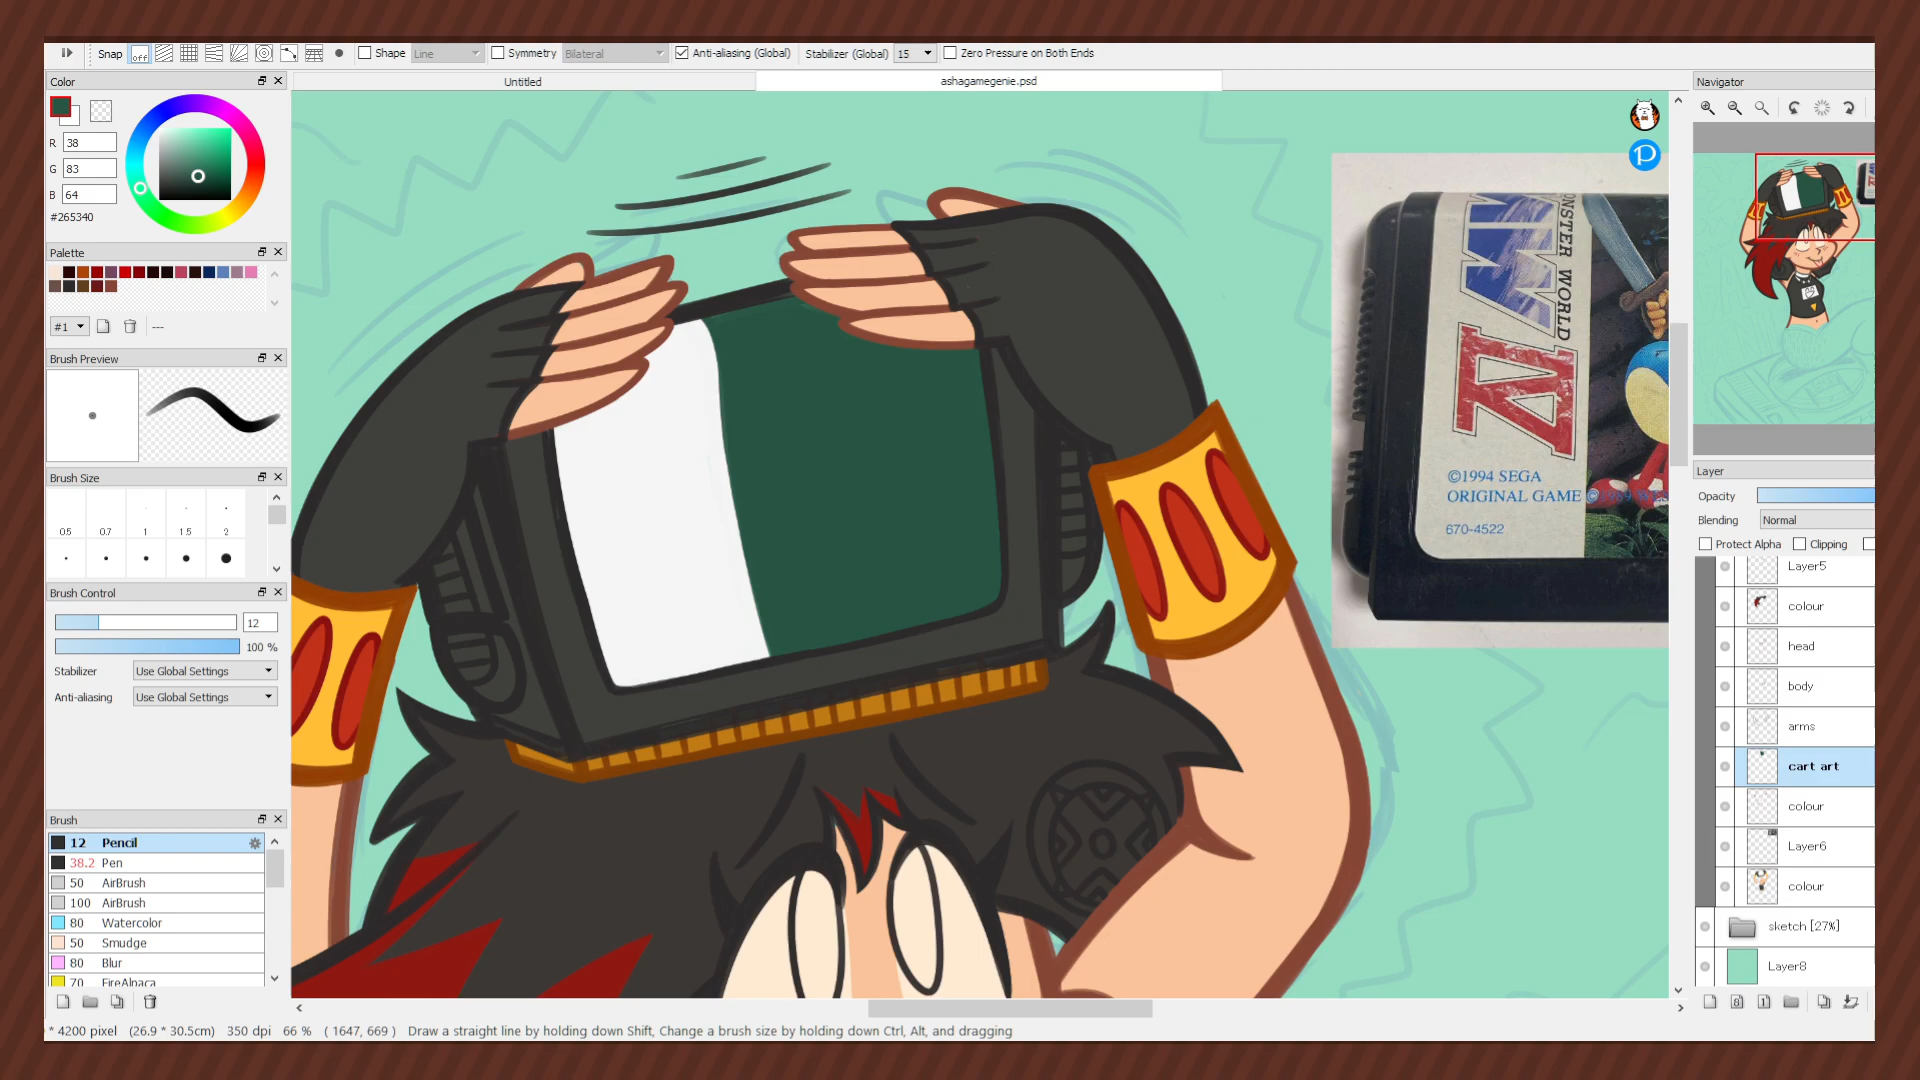 Snap
off
Shape
Line
Symmetry
Bilateral
Anti-aliasing (Global)
Stabilizer (Global)
15
Zero Pressure on Both Ends
Color
Untitled
ashagamegenie.psd
Navigator
R 38
G 83
B 64
#265340
Palette
#1
---
Brush Preview
Brush Size
0.5 0.7 1 1.5 2
Brush Control
12
100 %
Stabilizer Use Global Settings
Anti-aliasing Use Global Settings
Brush
12 Pencil
38.2 Pen
50 AirBrush
100 AirBrush
80 Watercolor
50 Smudge
80 Blur
70 FireAlpaca
ONSTER WORLD
IV
©1994 SEGA
ORIGINAL GAME ©
670-4522
Layer
Opacity
Blending Normal
Protect Alpha Clipping
Layer5
colour
head
body
arms
cart art
colour
Layer6
colour
sketch [27%]
Layer8
* 4200 pixel (26.9 * 30.5cm) 350 dpi 66 % ( 1647, 669 ) Draw a straight line by holding down Shift, Change a brush size by holding down Ctrl, Alt, and dragging